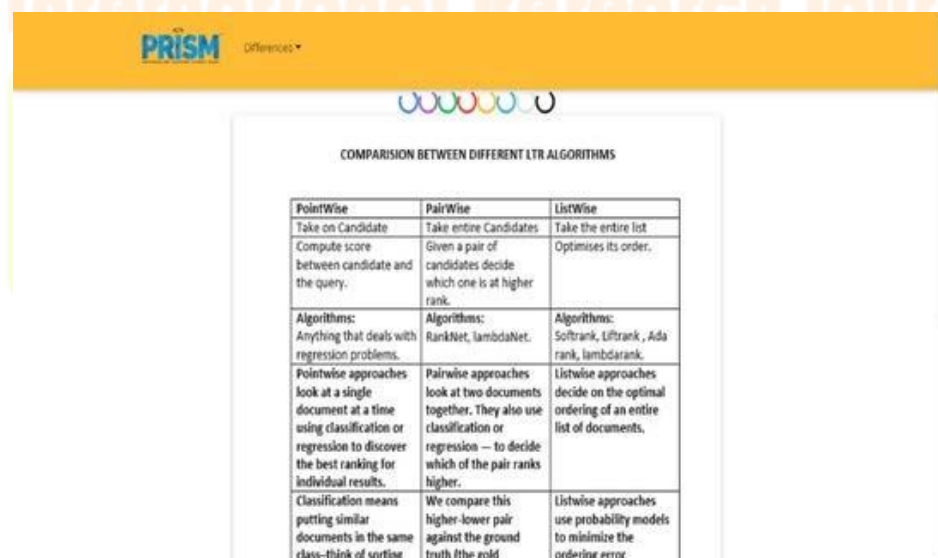 PRISM
Differences
COMPARISION BETWEEN DIFFERENT LTR ALGORITHMS
PointWise
PairWise
ListWise
Take on Candidate
Take entire Candidates
Take the entire list
Compute score
between candidate and
the query.
Given a pair of
candidates decide
which one is at higher
rank.
Optimises its order.
Algorithms:
Anything that deals with
regression problems.
Algorithms:
RankNet, lambdaNet.
Algorithms:
Softrank, Liftrank , Ada
rank, lambdarank.
Pointwise approaches
look at a single
document at a time
using classification or
regression to discover
the best ranking for
individual results.
Pairwise approaches
look at two documents
together. They also use
classification or
regression — to decide
which of the pair ranks
higher.
Listwise approaches
decide on the optimal
ordering of an entire
list of documents.
Classification means
putting similar
documents in the same
class–think of sorting
We compare this
higher-lower pair
against the ground
truth (the gold
Listwise approaches
use probability models
to minimize the
ordering error